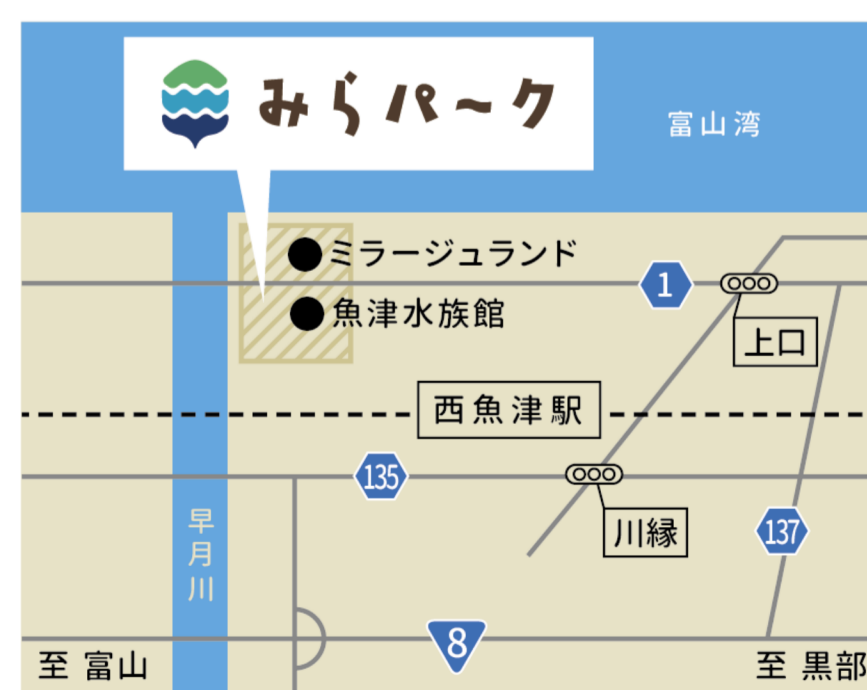 みらパーク
富山湾
ミラージュランド
1
魚津水族館
上口
西魚津駅
135
川縁
137
早月川
8
至 富山
至 黒部